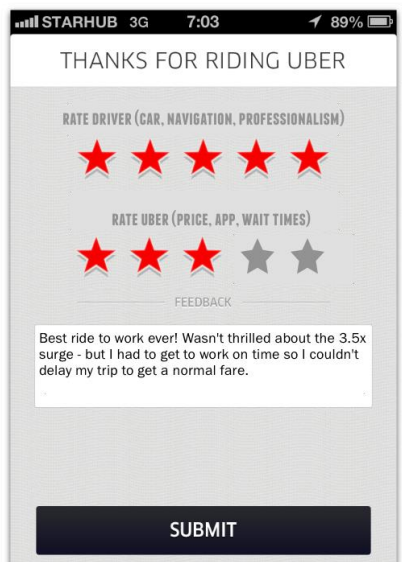 STARHUB 3G 7:03 89%
THANKS FOR RIDING UBER
RATE DRIVER (CAR, NAVIGATION, PROFESSIONALISM)
RATE UBER (PRICE, APP, WAIT TIMES)
FEEDBACK
Best ride to work ever! Wasn't thrilled about the 3.5x
surge - but I had to get to work on time so I couldn't
delay my trip to get a normal fare.
SUBMIT